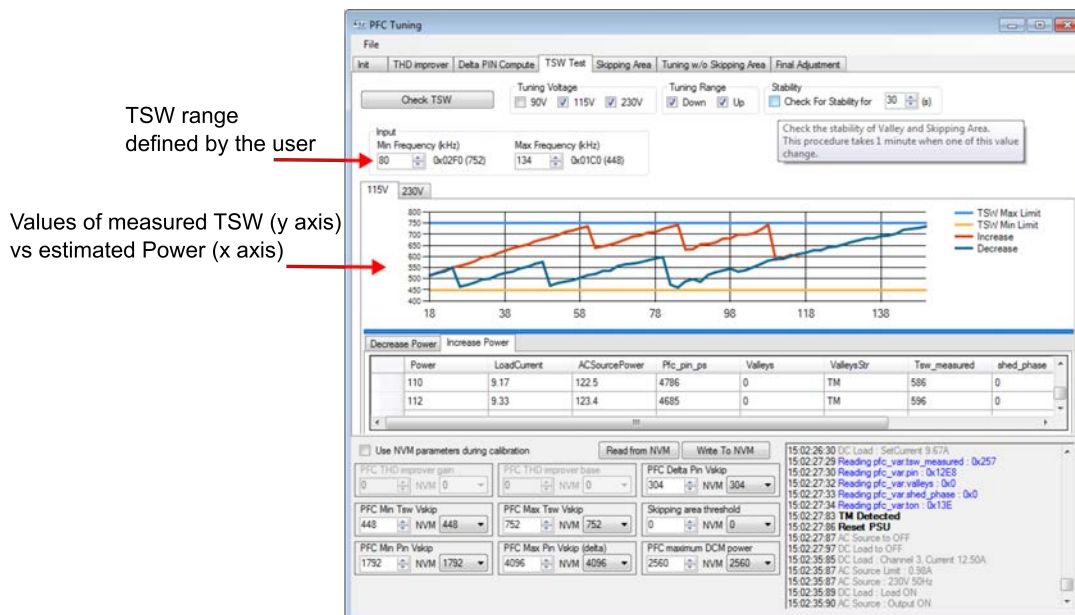 PFC Tuning
File
Init THD improver Delta PIN Compute TSW Test Skipping Area Tuning w/o Skipping Area Final Adjustment
Check TSW
Tuning Voltage
90V 115V 230V
Tuning Range
Down Up
Stability
Check For Stability for 30 (s)
Check the stability of Valley and Skipping Area.
This procedure takes 1 minute when one of this value
change.
TSW range
defined by the user
Input
Min Frequency (kHz) Max Frequency (kHz)
80 0x02F0 (752) 134 0x01C0 (448)
115V 230V
Values of measured TSW (y axis)
vs estimated Power (x axis)
800
750
700
650
600
550
500
450
400
18 38 58 78 98 118 138
TSW Max Limit
TSW Min Limit
Increase
Decrease
Decrease Power Increase Power
Power LoadCurrent ACSourcePower Pfc_pin_ps Valleys ValleysStr Tsw_measured shed_phase
110 9.17 122.5 4786 0 TM 586 0
112 9.33 123.4 4685 0 TM 596 0
Use NVM parameters during calibration Read from NVM Write To NVM
PFC THD improver gain PFC THD improver base PFC Delta Pin Vskip
0 NVM 0 0 NVM 0 304 NVM 304
PFC Min Tsw Vskip PFC Max Tsw Vskip Skipping area threshold
448 NVM 448 752 NVM 752 0 NVM 0
PFC Min Pin Vskip PFC Max Pin Vskip (delta) PFC maximum DCM power
1792 NVM 1792 4096 NVM 4096 2560 NVM 2560
15:02:26:30 DC Load : SetCurrent 9.67A
15:02:27:29 Reading pfc_var.tsw_measured : 0x257
15:02:27:30 Reading pfc_var.pin : 0x12E8
15:02:27:32 Reading pfc_var.valleys : 0x0
15:02:27:33 Reading pfc_var.shed_phase : 0x0
15:02:27:34 Reading pfc_var.ton : 0x13E
15:02:27:83 TM Detected
15:02:27:86 Reset PSU
15:02:27:87 AC Source to OFF
15:02:27:97 DC Load to OFF
15:02:35:85 DC Load : Channel 3, Current 12.50A
15:02:35:87 AC Source Limit : 0.98A
15:02:35:87 AC Source : 230V 50Hz
15:02:35:89 DC Load : Load ON
15:02:35:90 AC Source : Output ON